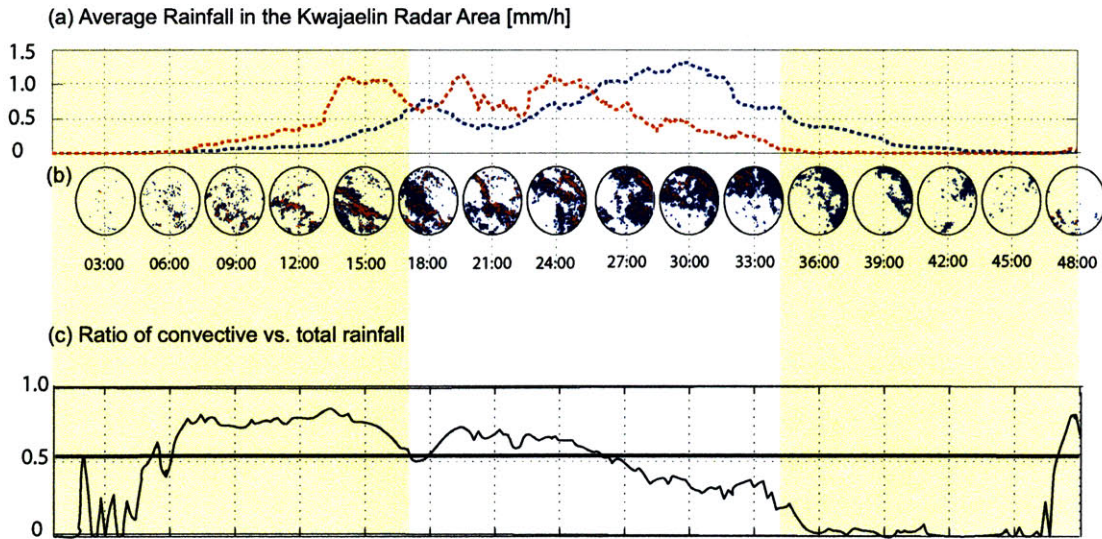 (a) Average Rainfall in the Kwajaelin Radar Area [mm/h]
1.5
1.0
0.5
0
(b)
03:00 06:00 09:00 12:00 15:00 18:00 21:00 24:00 27:00 30:00 33:00 36:00 39:00 42:00 45:00 48:00
(c) Ratio of convective vs. total rainfall
1.0
0.5
0